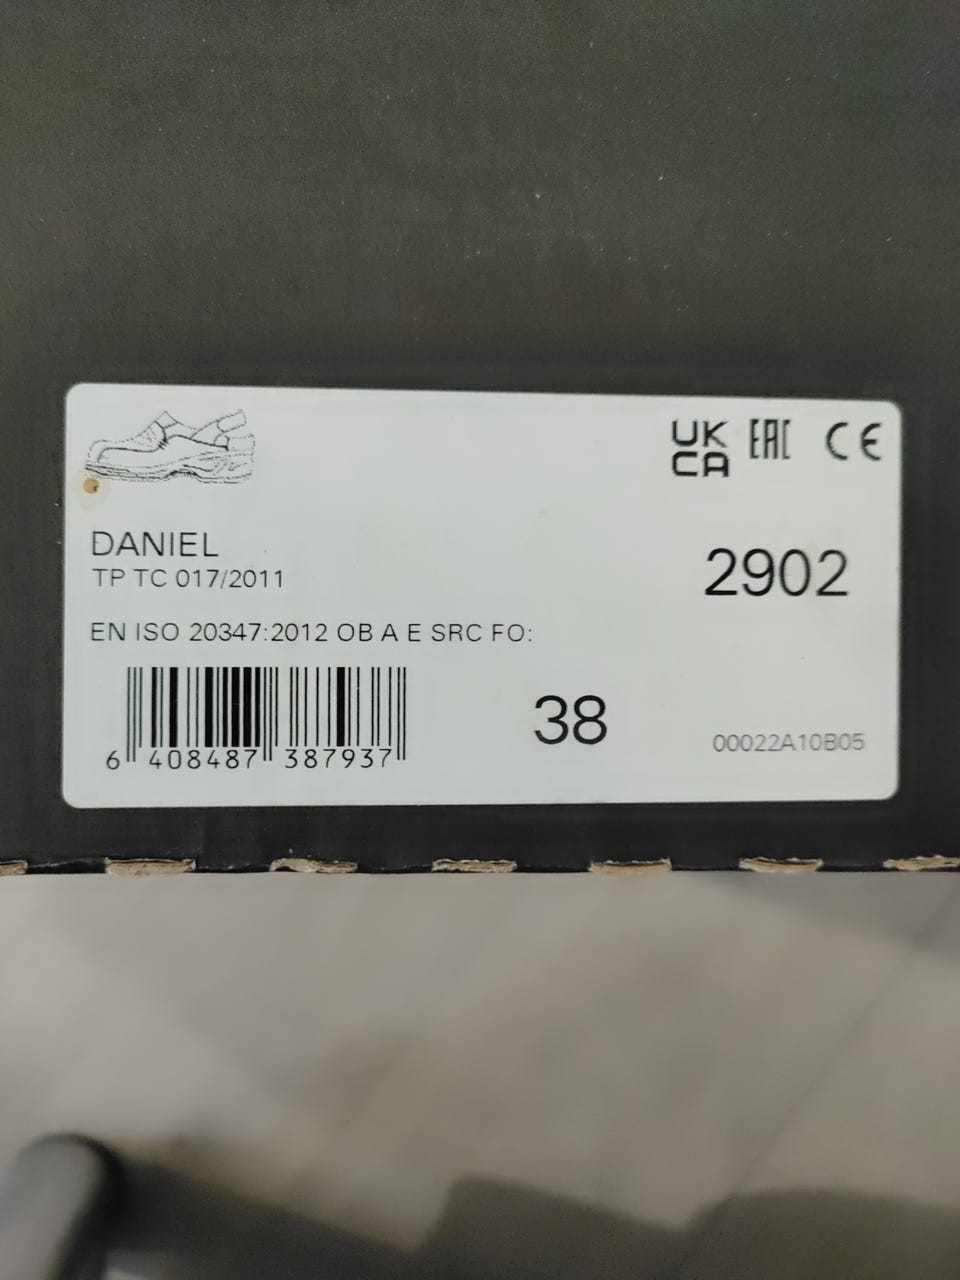 UK
CA
EAC
CE
DANIEL
TP TC 017/2011
2902
EN ISO 20347:2012 OB A E SRC FO:
38
00022A10B05
6 408487 387937